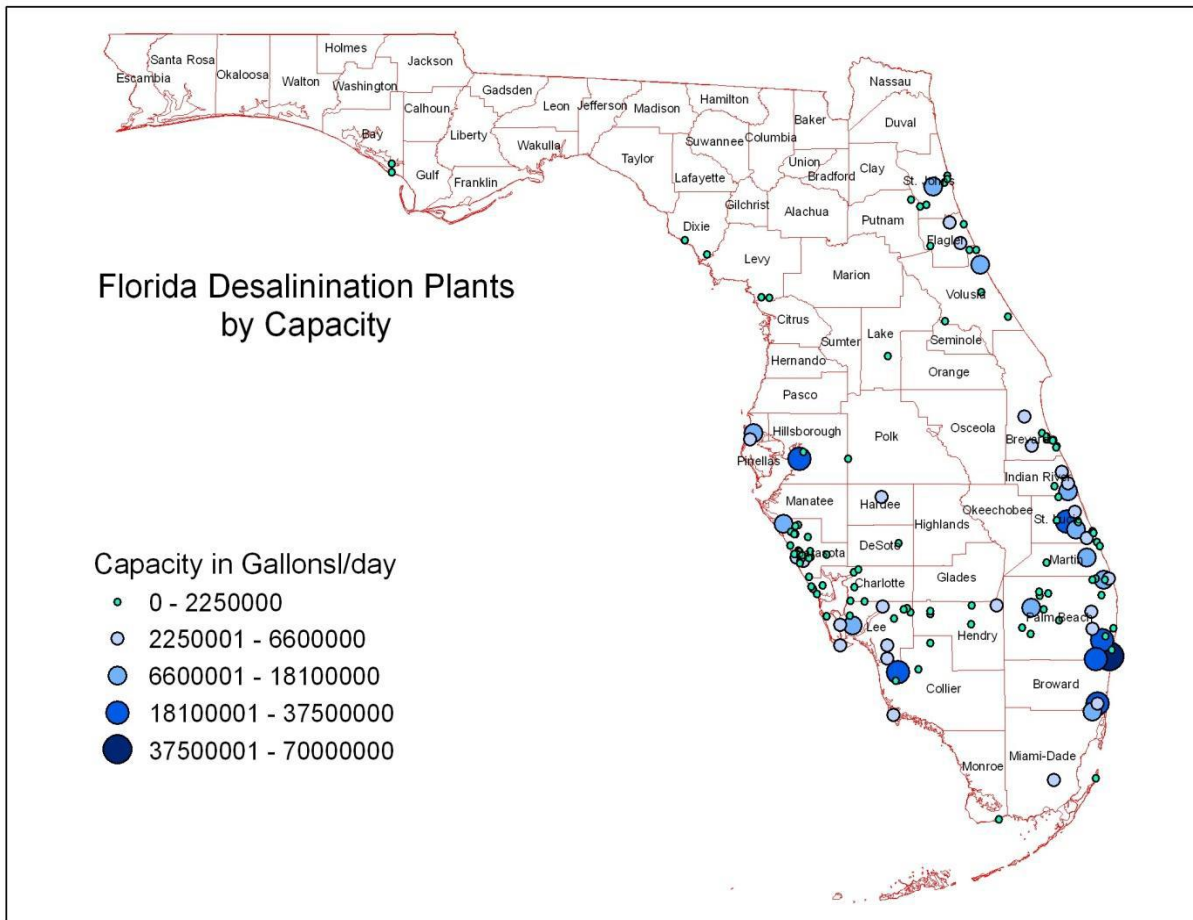 Holmes
Jackson
Santa Rosa
Escambia
Okaloosa
Walton
Washington
Nassau
Gadsden
Leon
Jefferson
Madison
Hamilton
Calhoun
Baker
Duval
Bay
Liberty
Suwannee
Columbia
Wakulla
Taylor
Union
Clay
Gulf
Franklin
Lafayette
Bradford
St. Johns
Gilchrist
Alachua
Putnam
Dixie
Flagler
Levy
Marion
Florida Desalinination Plants
by Capacity
Volusia
Citrus
Sumter
Lake
Seminole
Hernando
Orange
Pasco
Osceola
Hillsborough
Polk
Brevard
Pinellas
Indian River
Manatee
Hardee
Okeechobee
Highlands
DeSoto
Martin
Capacity in Gallonsl/day
Charlotte
Glades
0 - 2250000
2250001 - 6600000
Palm Beach
Lee
Hendry
6600001 - 18100000
Broward
Collier
18100001 - 37500000
37500001 - 70000000
Miami-Dade
Monroe